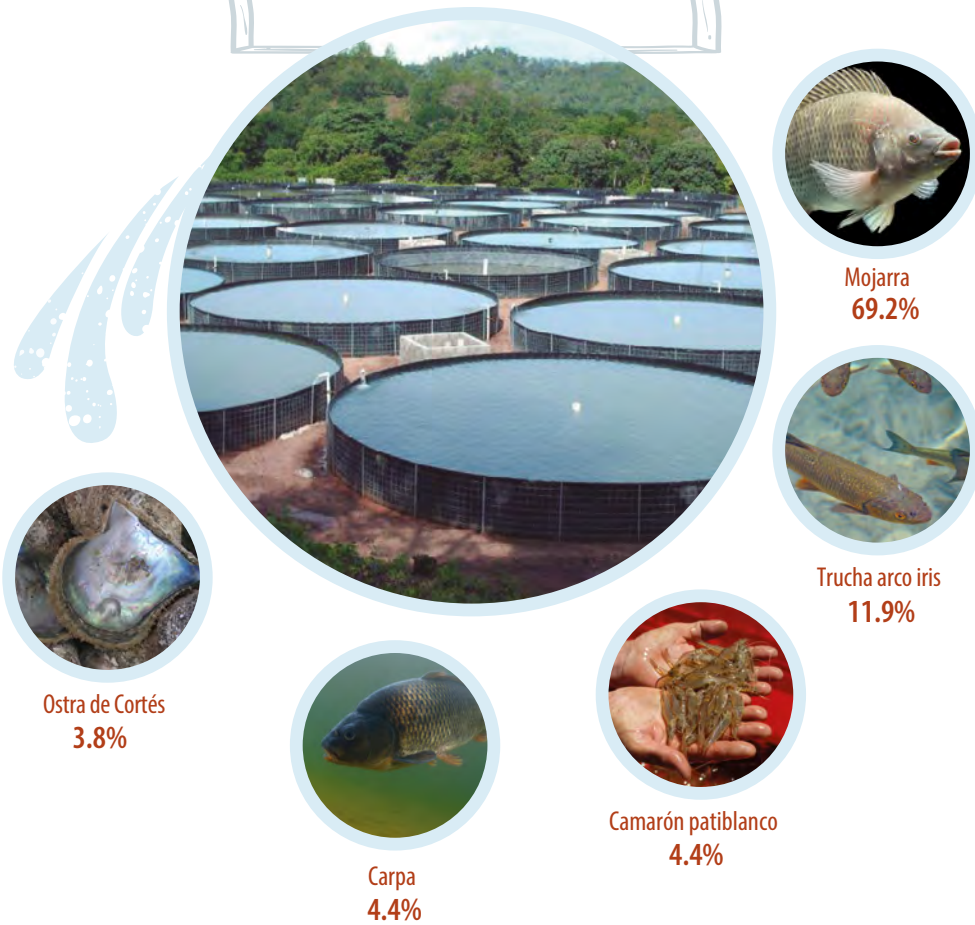 Mojarra
69.2%
Trucha arco iris
11.9%
Camarón patiblanco
4.4%
Carpa
4.4%
Ostra de Cortés
3.8%